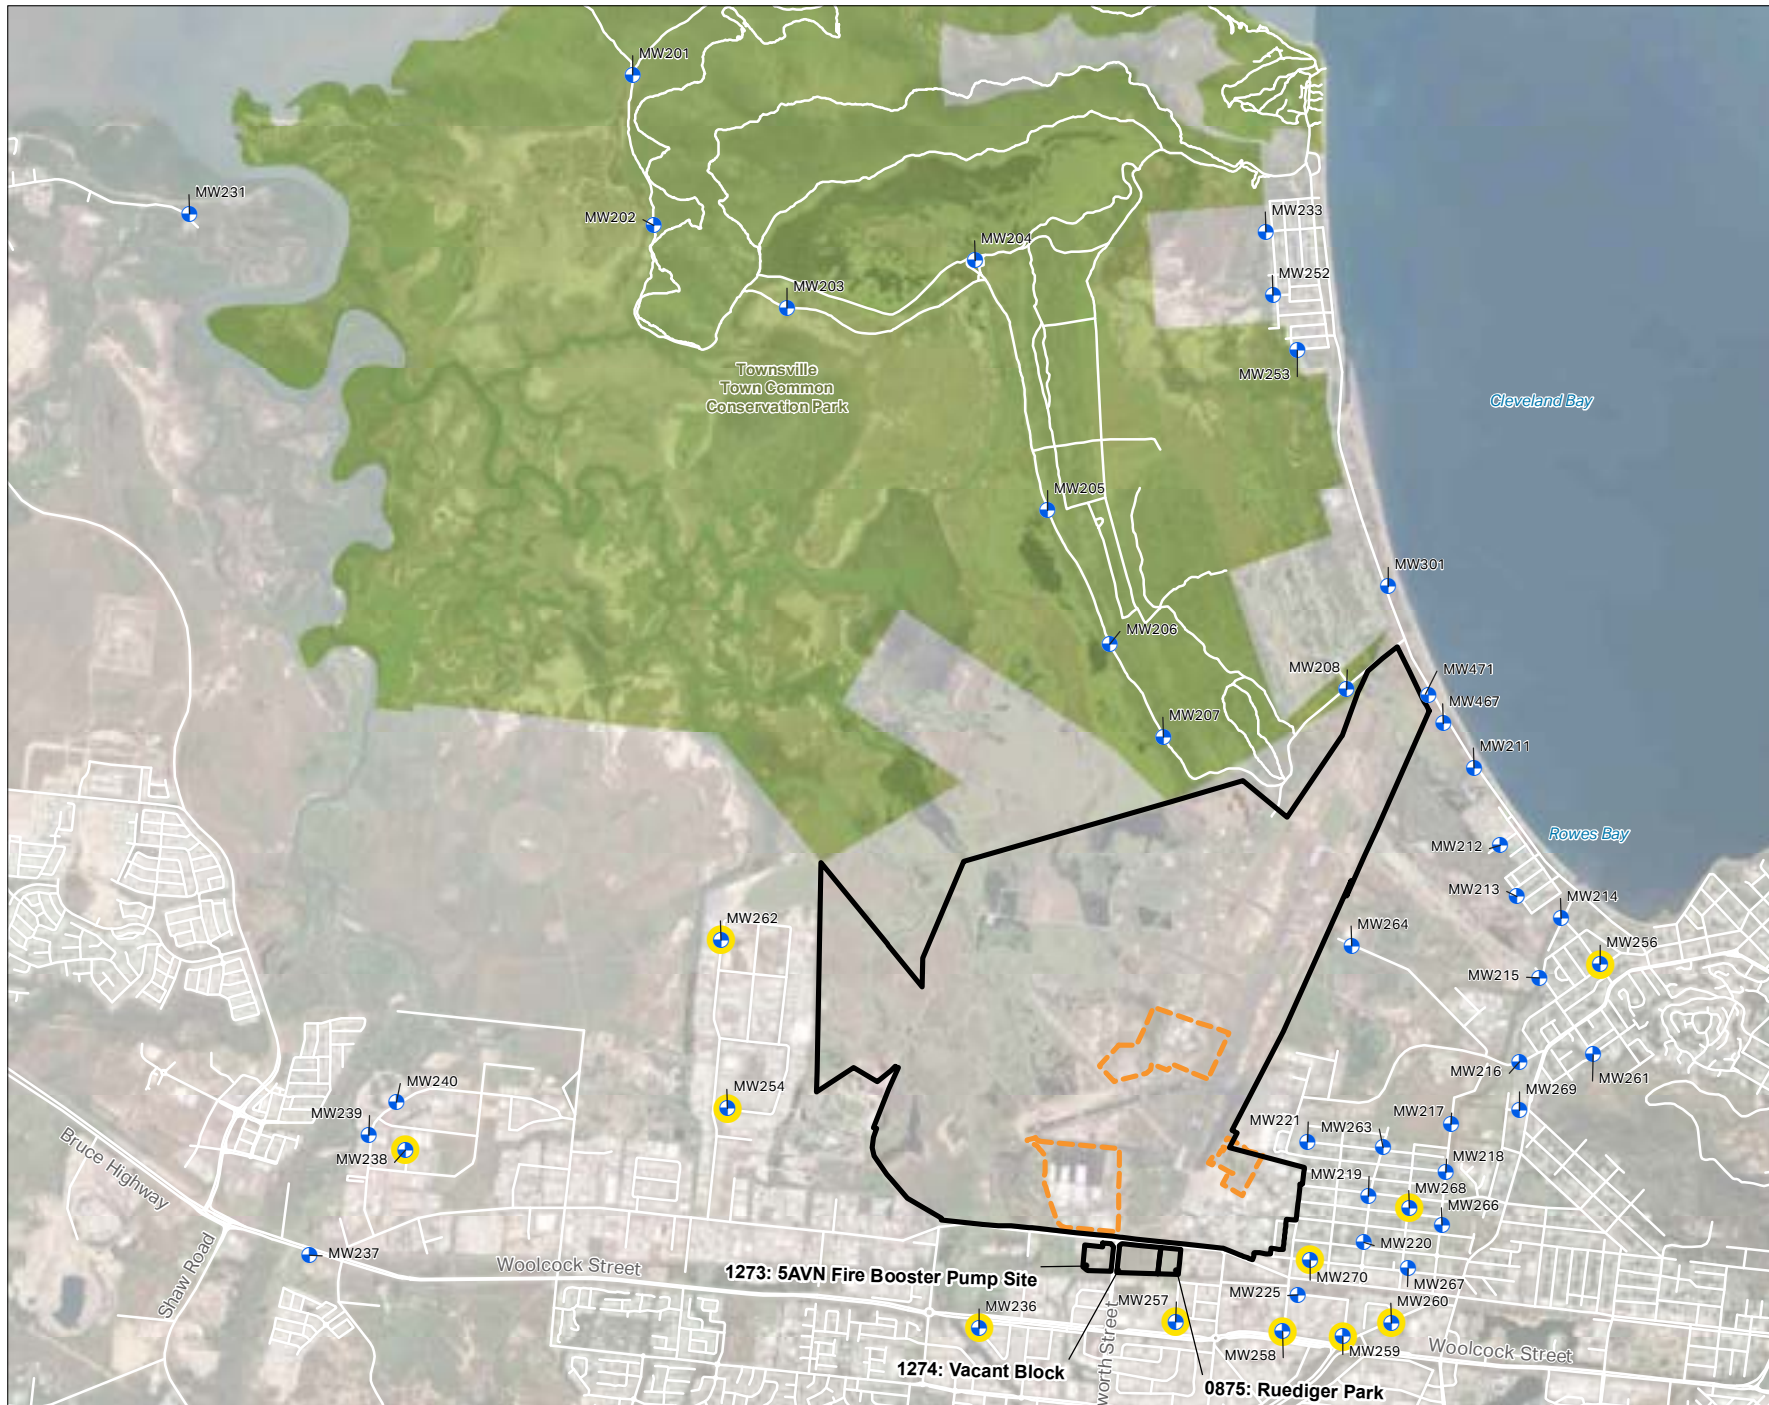 MW201
MW231
MW202
MW233
MW204
MW252
MW203
MW253
Townsville
Town Common
Conservation Park
Cleveland Bay
MW205
MW301
MW206
MW208
MW471
MW467
MW207
MW211
Rowes Bay
MW212
MW213
MW214
MW262
MW264
MW256
MW215
MW216
MW261
MW240
MW254
MW269
MW239
MW221
MW263
MW217
MW238
MW218
MW219
MW268
MW266
Bruce Highway
MW237
MW220
Shaw Road
Woolcock Street
1273: 5AVN Fire Booster Pump Site
MW270
MW267
MW225
MW236
MW257
MW260
worth Street
MW258
MW259
Woolcock Street
1274: Vacant Block
0875: Ruediger Park